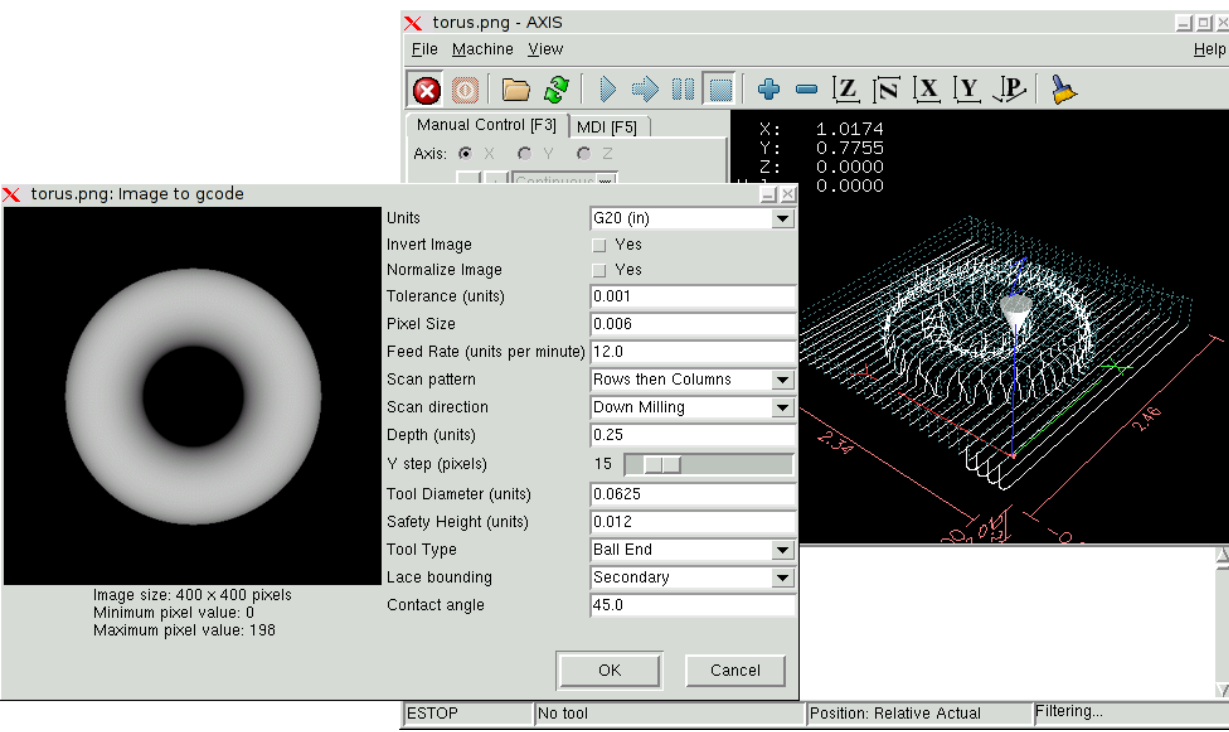 torus.png - AXIS
File Machine View Help
Z N X Y P
Manual Control [F3] MDI [F5]
Axis: X Y Z
Continuous
X: 1.0174
Y: 0.7755
Z: 0.0000
0.0000
2.34
2.46
torus.png: Image to gcode
Units G20 (in)
Invert Image Yes
Normalize Image Yes
Tolerance (units) 0.001
Pixel Size 0.006
Feed Rate (units per minute) 12.0
Scan pattern Rows then Columns
Scan direction Down Milling
Depth (units) 0.25
Y step (pixels) 15
Tool Diameter (units) 0.0625
Safety Height (units) 0.012
Tool Type Ball End
Lace bounding Secondary
Contact angle 45.0
Image size: 400 x 400 pixels
Minimum pixel value: 0
Maximum pixel value: 198
OK Cancel
ESTOP No tool Position: Relative Actual Filtering...